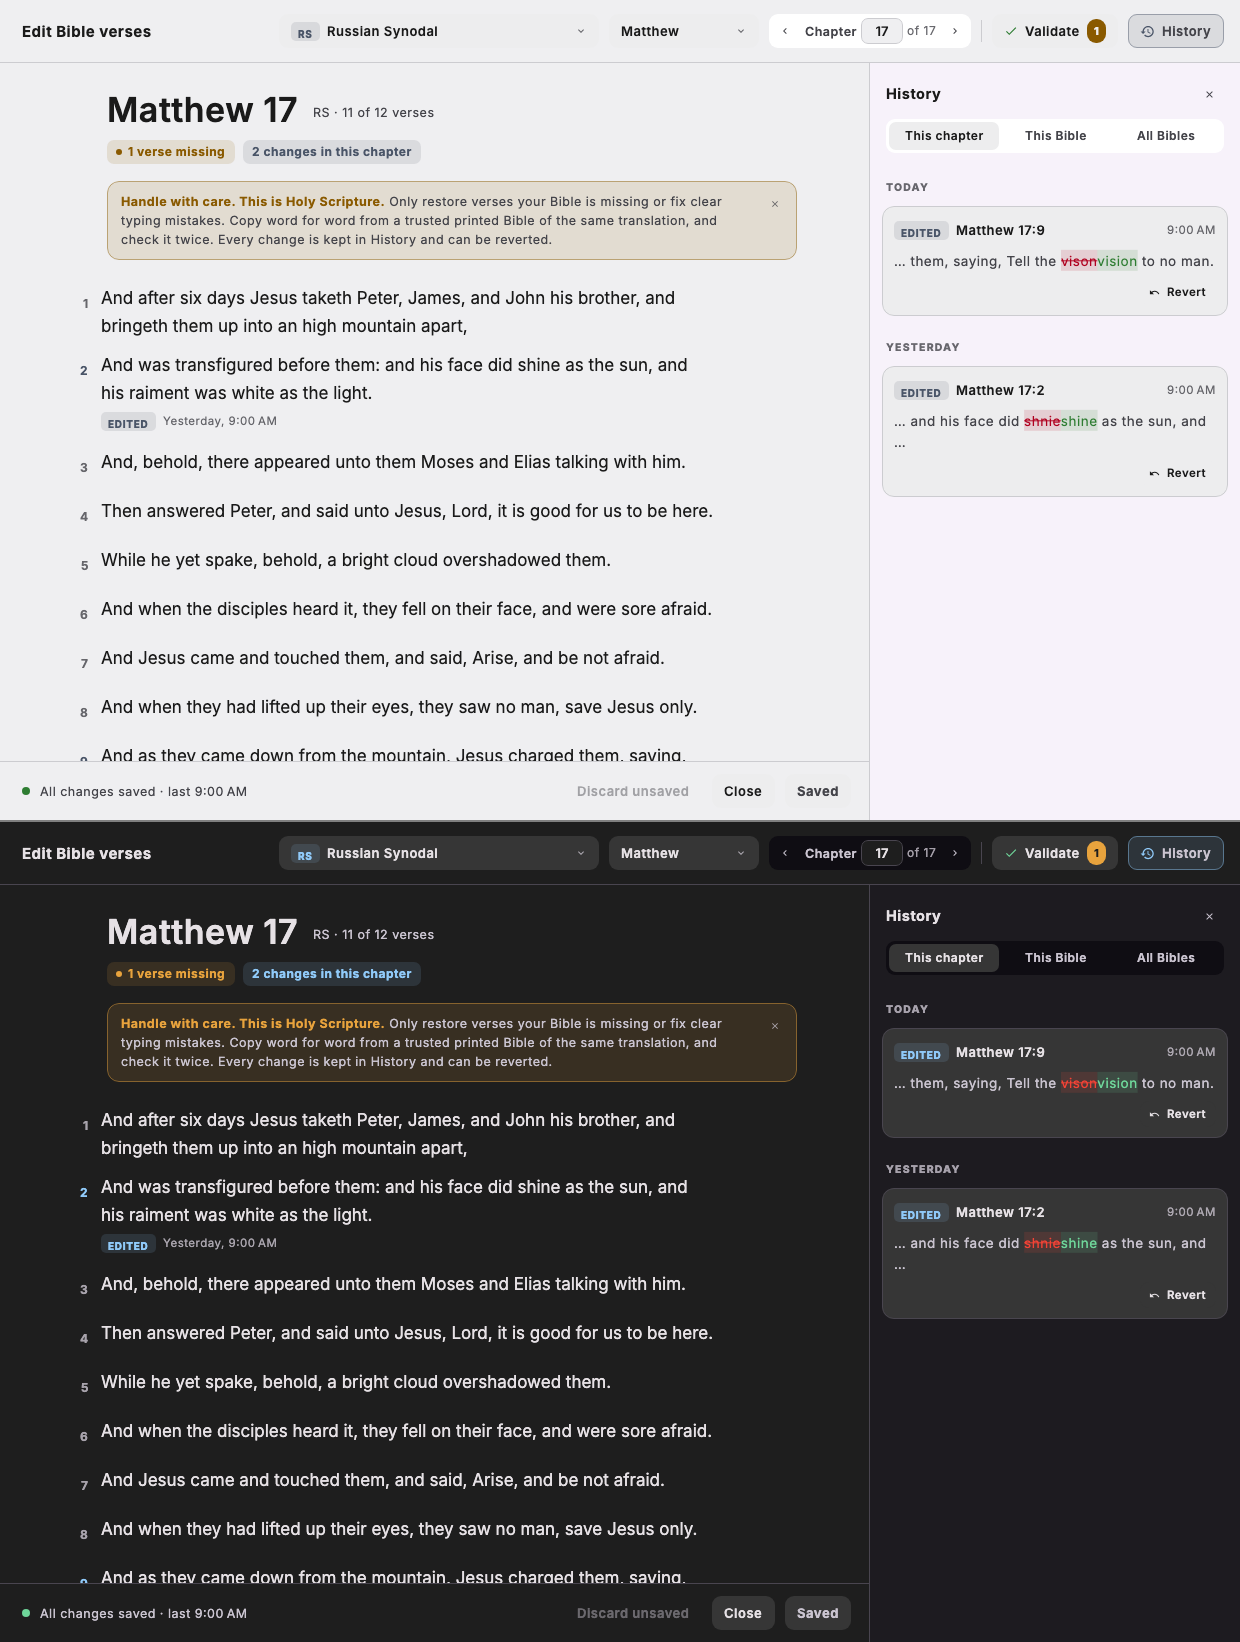 Edit Bible verses
RS Russian Synodal
Matthew
Chapter 17 of 17
Validate 1
History
Matthew 17 RS · 11 of 12 verses
1 verse missing 2 changes in this chapter
Handle with care. This is Holy Scripture. Only restore verses your Bible is missing or fix clear
typing mistakes. Copy word for word from a trusted printed Bible of the same translation, and
check it twice. Every change is kept in History and can be reverted.
1 And after six days Jesus taketh Peter, James, and John his brother, and
bringeth them up into an high mountain apart,
2 And was transfigured before them: and his face did shine as the sun, and
his raiment was white as the light.
EDITED Yesterday, 9:00 AM
3 And, behold, there appeared unto them Moses and Elias talking with him.
4 Then answered Peter, and said unto Jesus, Lord, it is good for us to be here.
5 While he yet spake, behold, a bright cloud overshadowed them.
6 And when the disciples heard it, they fell on their face, and were sore afraid.
7 And Jesus came and touched them, and said, Arise, and be not afraid.
8 And when they had lifted up their eyes, they saw no man, save Jesus only.
9 And as they came down from the mountain, Jesus charged them, saying,
All changes saved · last 9:00 AM
Discard unsaved
Close
Saved
History
This chapter This Bible All Bibles
TODAY
EDITED Matthew 17:9 9:00 AM
... them, saying, Tell the visonvision to no man.
Revert
YESTERDAY
EDITED Matthew 17:2 9:00 AM
... and his face did shnieshine as the sun, and
...
Revert
Edit Bible verses
RS Russian Synodal
Matthew
Chapter 17 of 17
Validate 1
History
Matthew 17 RS · 11 of 12 verses
1 verse missing 2 changes in this chapter
Handle with care. This is Holy Scripture. Only restore verses your Bible is missing or fix clear
typing mistakes. Copy word for word from a trusted printed Bible of the same translation, and
check it twice. Every change is kept in History and can be reverted.
1 And after six days Jesus taketh Peter, James, and John his brother, and
bringeth them up into an high mountain apart,
2 And was transfigured before them: and his face did shine as the sun, and
his raiment was white as the light.
EDITED Yesterday, 9:00 AM
3 And, behold, there appeared unto them Moses and Elias talking with him.
4 Then answered Peter, and said unto Jesus, Lord, it is good for us to be here.
5 While he yet spake, behold, a bright cloud overshadowed them.
6 And when the disciples heard it, they fell on their face, and were sore afraid.
7 And Jesus came and touched them, and said, Arise, and be not afraid.
8 And when they had lifted up their eyes, they saw no man, save Jesus only.
9 And as they came down from the mountain, Jesus charged them, saying,
All changes saved · last 9:00 AM
Discard unsaved
Close
Saved
History
This chapter This Bible All Bibles
TODAY
EDITED Matthew 17:9 9:00 AM
... them, saying, Tell the visonvision to no man.
Revert
YESTERDAY
EDITED Matthew 17:2 9:00 AM
... and his face did shnieshine as the sun, and
...
Revert